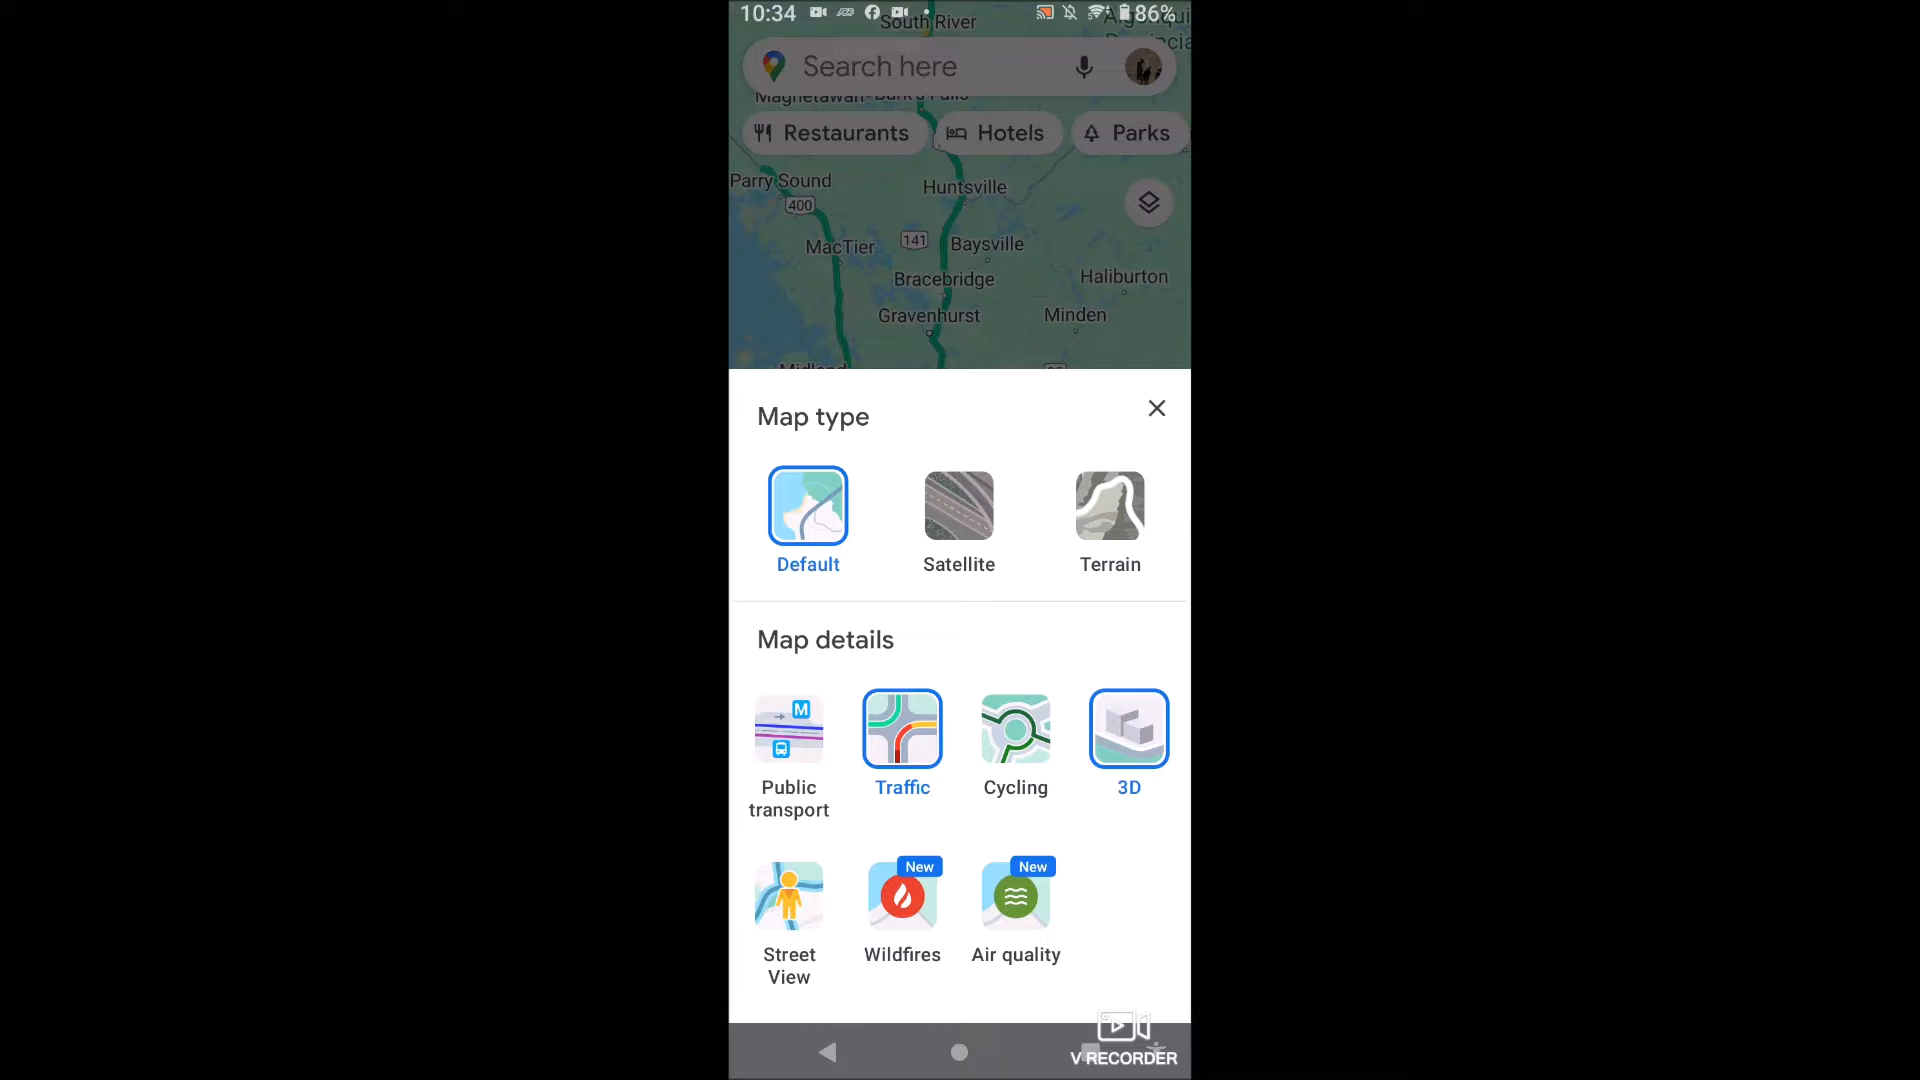 10:34
86%
South River
Search here
Restaurants
Hotels
Parks
Parry Sound
Huntsville
400
MacTier
141
Baysville
Bracebridge
Haliburton
Gravenhurst
Minden
Map type
Default
Satellite
Terrain
Map details
M
Public
transport
Traffic
Cycling
3D
New
New
Street
View
Wildfires
Air quality
V RECORDER